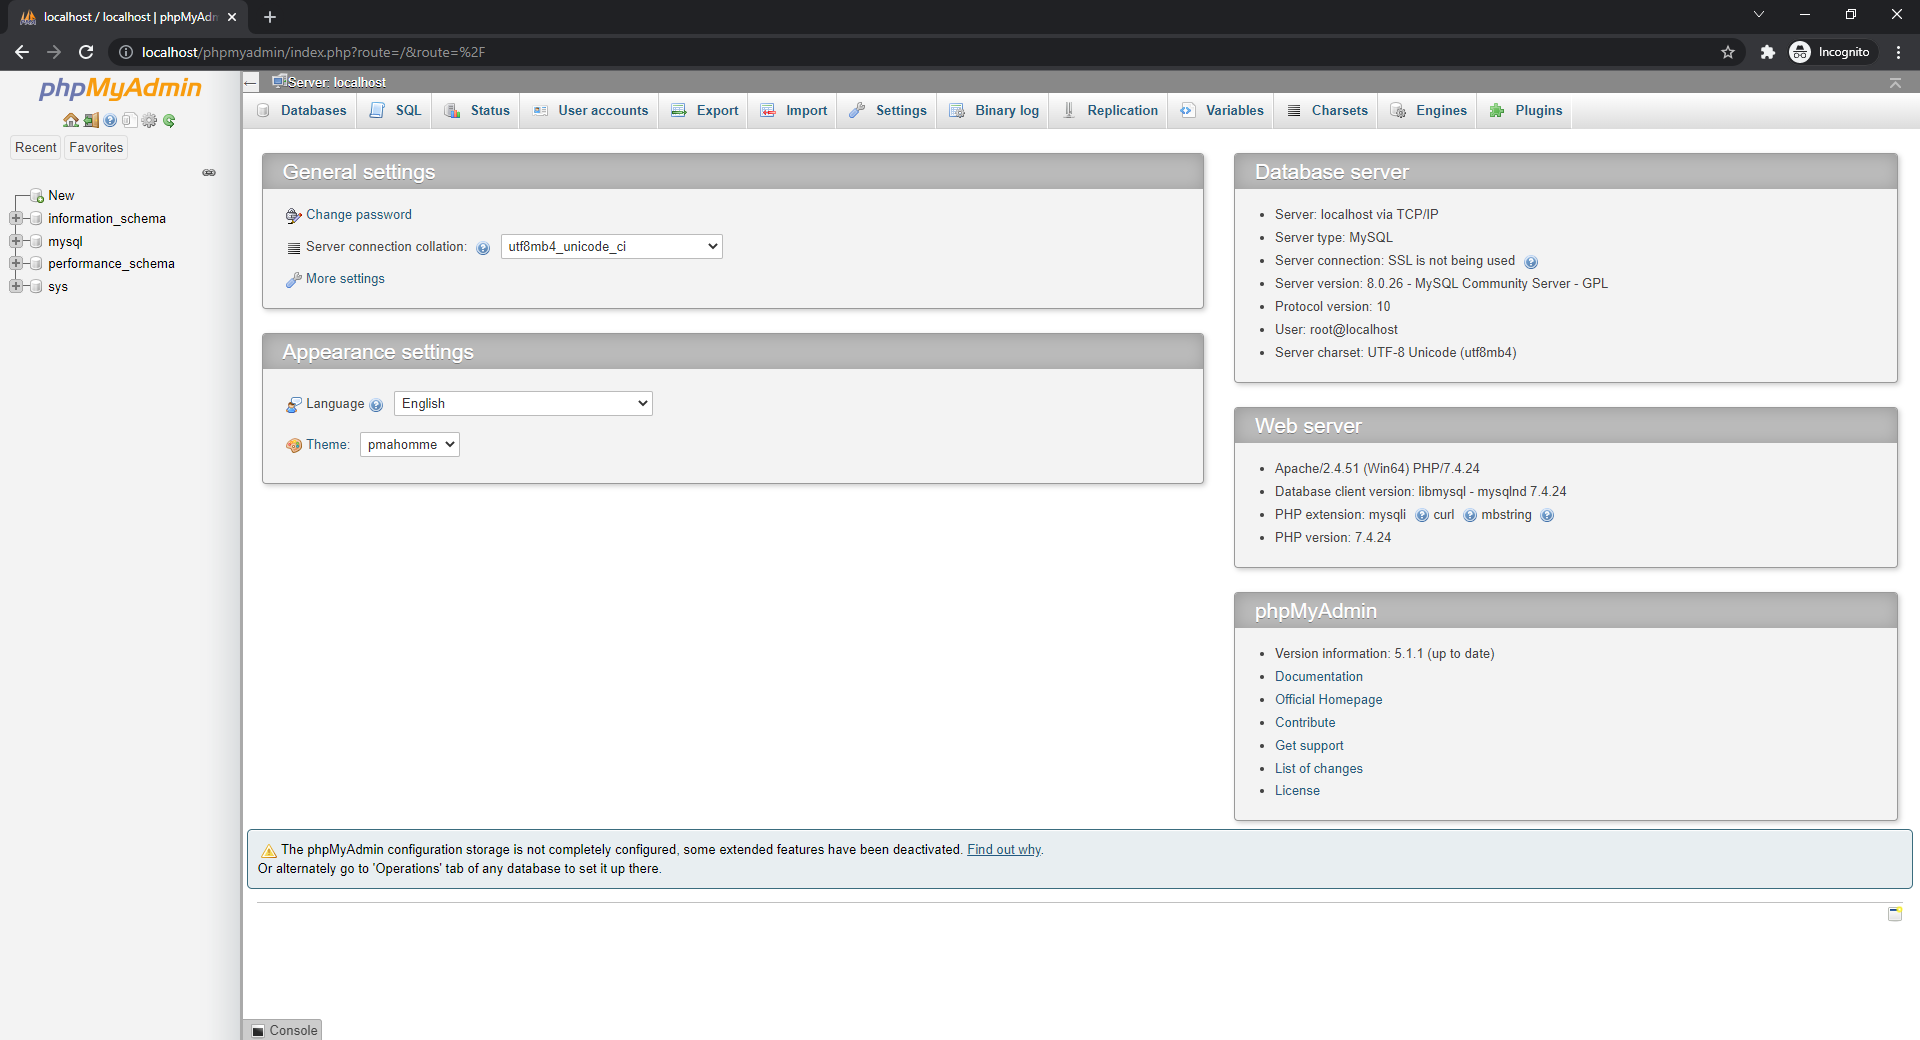 localhost / localhost | phpMyAdm
localhost/phpmyadmin/index.php?route=/&route=%2F
Incognito
phpMyAdmin
Recent
Favorites
New
information_schema
mysql
performance_schema
sys
Server: localhost
Databases
SQL
Status
User accounts
Export
Import
Settings
Binary log
Replication
Variables
Charsets
Engines
Plugins
General settings
Change password
Server connection collation:
utf8mb4_unicode_ci
More settings
Appearance settings
Language
English
Theme:
pmahomme
Database server
Server: localhost via TCP/IP
Server type: MySQL
Server connection: SSL is not being used
Server version: 8.0.26 - MySQL Community Server - GPL
Protocol version: 10
User: root@localhost
Server charset: UTF-8 Unicode (utf8mb4)
Web server
Apache/2.4.51 (Win64) PHP/7.4.24
Database client version: libmysql - mysqlnd 7.4.24
PHP extension: mysqli curl mbstring
PHP version: 7.4.24
phpMyAdmin
Version information: 5.1.1 (up to date)
Documentation
Official Homepage
Contribute
Get support
List of changes
License
The phpMyAdmin configuration storage is not completely configured, some extended features have been deactivated. Find out why.
Or alternately go to 'Operations' tab of any database to set it up there.
Console